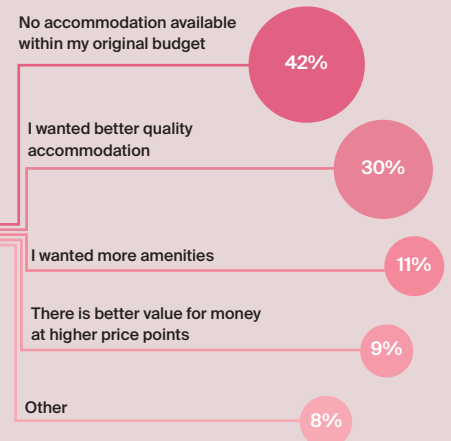 No accommodation available
within my original budget
42%
I wanted better quality
accommodation
30%
I wanted more amenities
11%
There is better value for money
at higher price points
9%
Other
8%